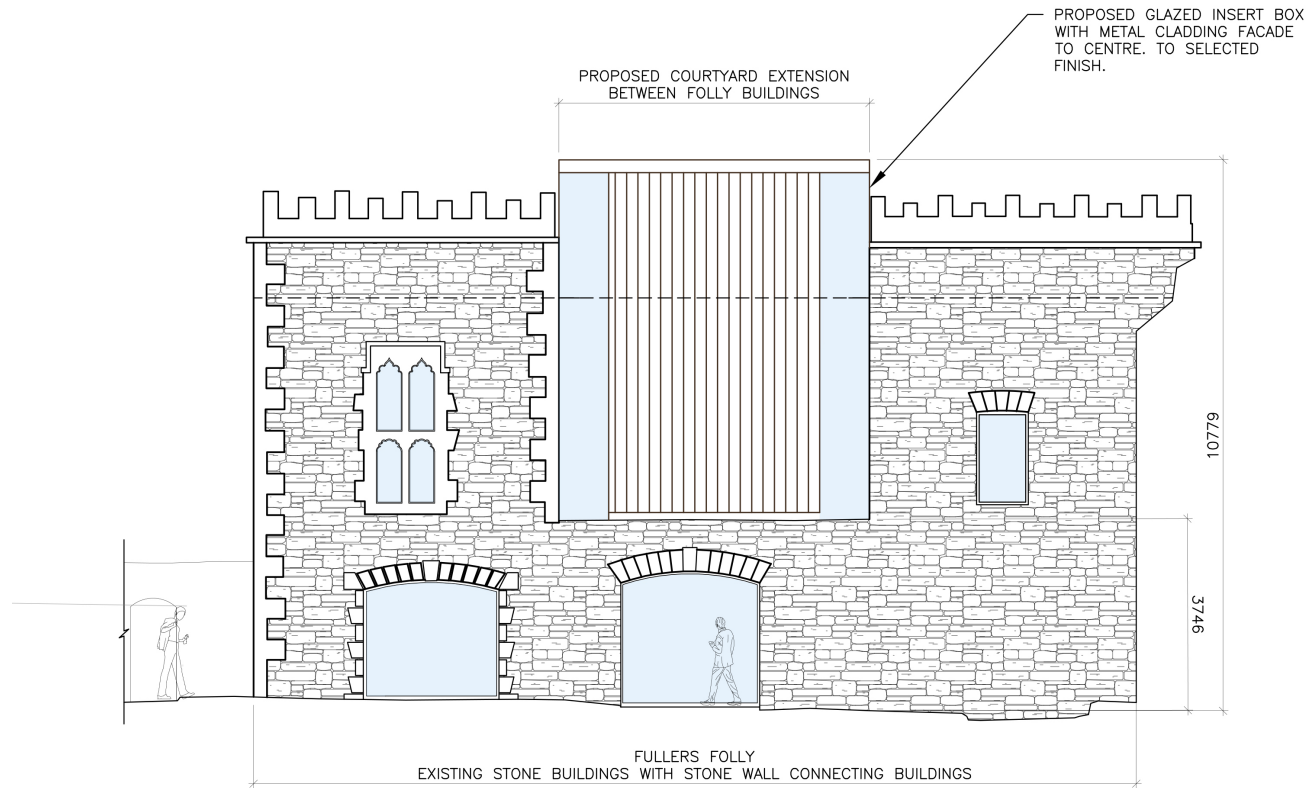 PROPOSED GLAZED INSERT BOX
WITH METAL CLADDING FACADE
TO CENTRE. TO SELECTED
FINISH.
PROPOSED COURTYARD EXTENSION
BETWEEN FOLLY BUILDINGS
10779
3746
FULLERS FOLLY
EXISTING STONE BUILDINGS WITH STONE WALL CONNECTING BUILDINGS